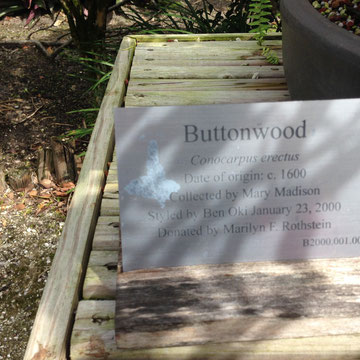 Buttonwood
Conocarpus erectus
Date of origin: c. 1600
Collected by Mary Madison
Styled by Ben Oki January 23, 2000
Donated by Marilyn F. Rothstein
B2000.001.00